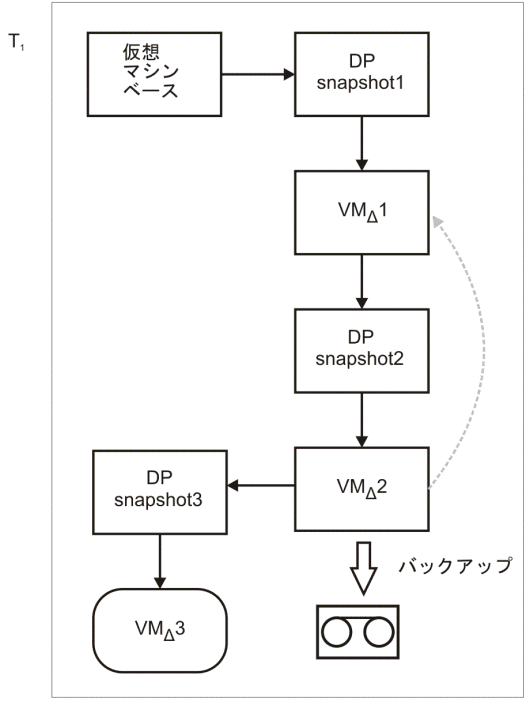 T₁
仮想
マシン
ベース
DP
snapshot1
VMΔ1
DP
snapshot2
DP
snapshot3
VMΔ2
バックアップ
VMΔ3